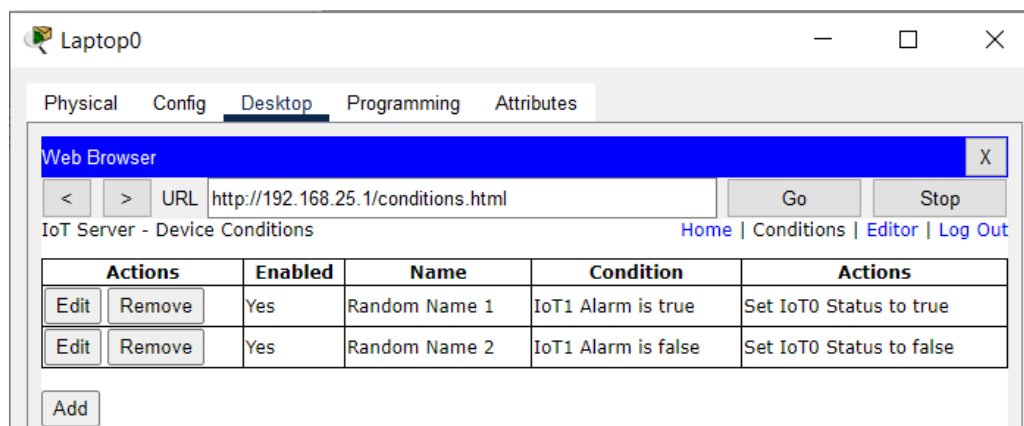 Laptop0
Physical Config Desktop Programming Attributes
Web Browser X
< > URL http://192.168.25.1/conditions.html Go Stop
IoT Server - Device Conditions Home | Conditions | Editor | Log Out
Actions Enabled Name Condition Actions
Edit Remove Yes Random Name 1 IoT1 Alarm is true Set IoT0 Status to true
Edit Remove Yes Random Name 2 IoT1 Alarm is false Set IoT0 Status to false
Add